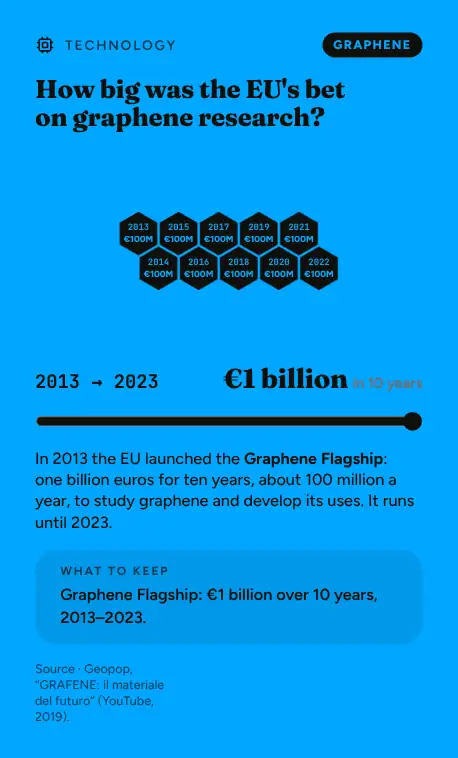 TECHNOLOGY
GRAPHENE
How big was the EU's bet
on graphene research?
2013 2015 2017 2019 2021
€100M €100M €100M €100M €100M
2014 2016 2018 2020 2022
€100M €100M €100M €100M €100M
2013 → 2023
€1 billion in 10 years
In 2013 the EU launched the Graphene Flagship:
one billion euros for ten years, about 100 million a
year, to study graphene and develop its uses. It runs
until 2023.
WHAT TO KEEP
Graphene Flagship: €1 billion over 10 years,
2013–2023.
Source · Geopop,
"GRAFENE: il materiale
del futuro" (YouTube,
2019).